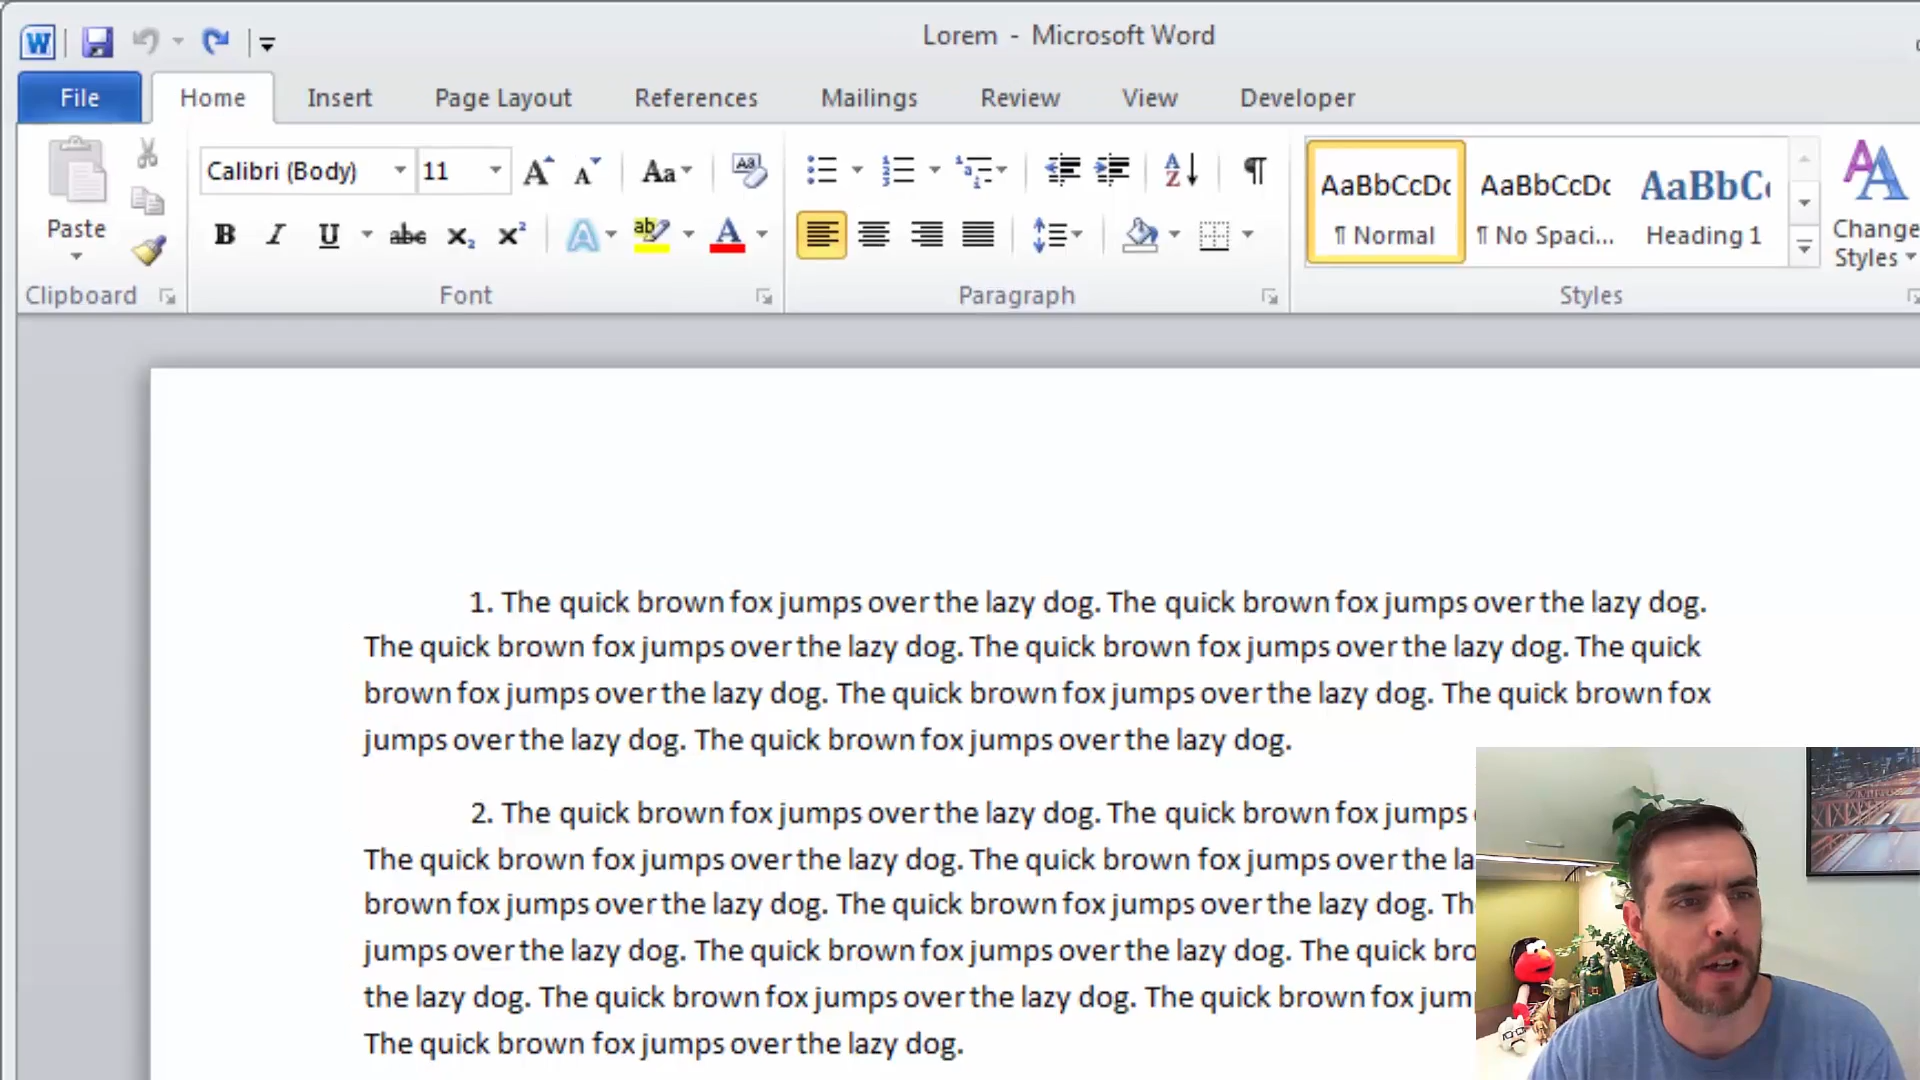 Lorem - Microsoft Word
File Home Insert Page Layout References Mailings Review View Developer
Calibri (Body) 11 Aa AaBbCcDc AaBbCcDc AaBbC
Paste B I U abc x₂ x² ab A ¶ Normal ¶ No Spaci... Heading 1 Change Styles
Clipboard Font Paragraph Styles
1. The quick brown fox jumps over the lazy dog. The quick brown fox jumps over the lazy dog.
The quick brown fox jumps over the lazy dog. The quick brown fox jumps over the lazy dog. The quick
brown fox jumps over the lazy dog. The quick brown fox jumps over the lazy dog. The quick brown fox
jumps over the lazy dog. The quick brown fox jumps over the lazy dog.
2. The quick brown fox jumps over the lazy dog. The quick brown fox jumps
The quick brown fox jumps over the lazy dog. The quick brown fox jumps over the la
brown fox jumps over the lazy dog. The quick brown fox jumps over the lazy dog. Th
jumps over the lazy dog. The quick brown fox jumps over the lazy dog. The quick bro
the lazy dog. The quick brown fox jumps over the lazy dog. The quick brown fox jum
The quick brown fox jumps over the lazy dog.